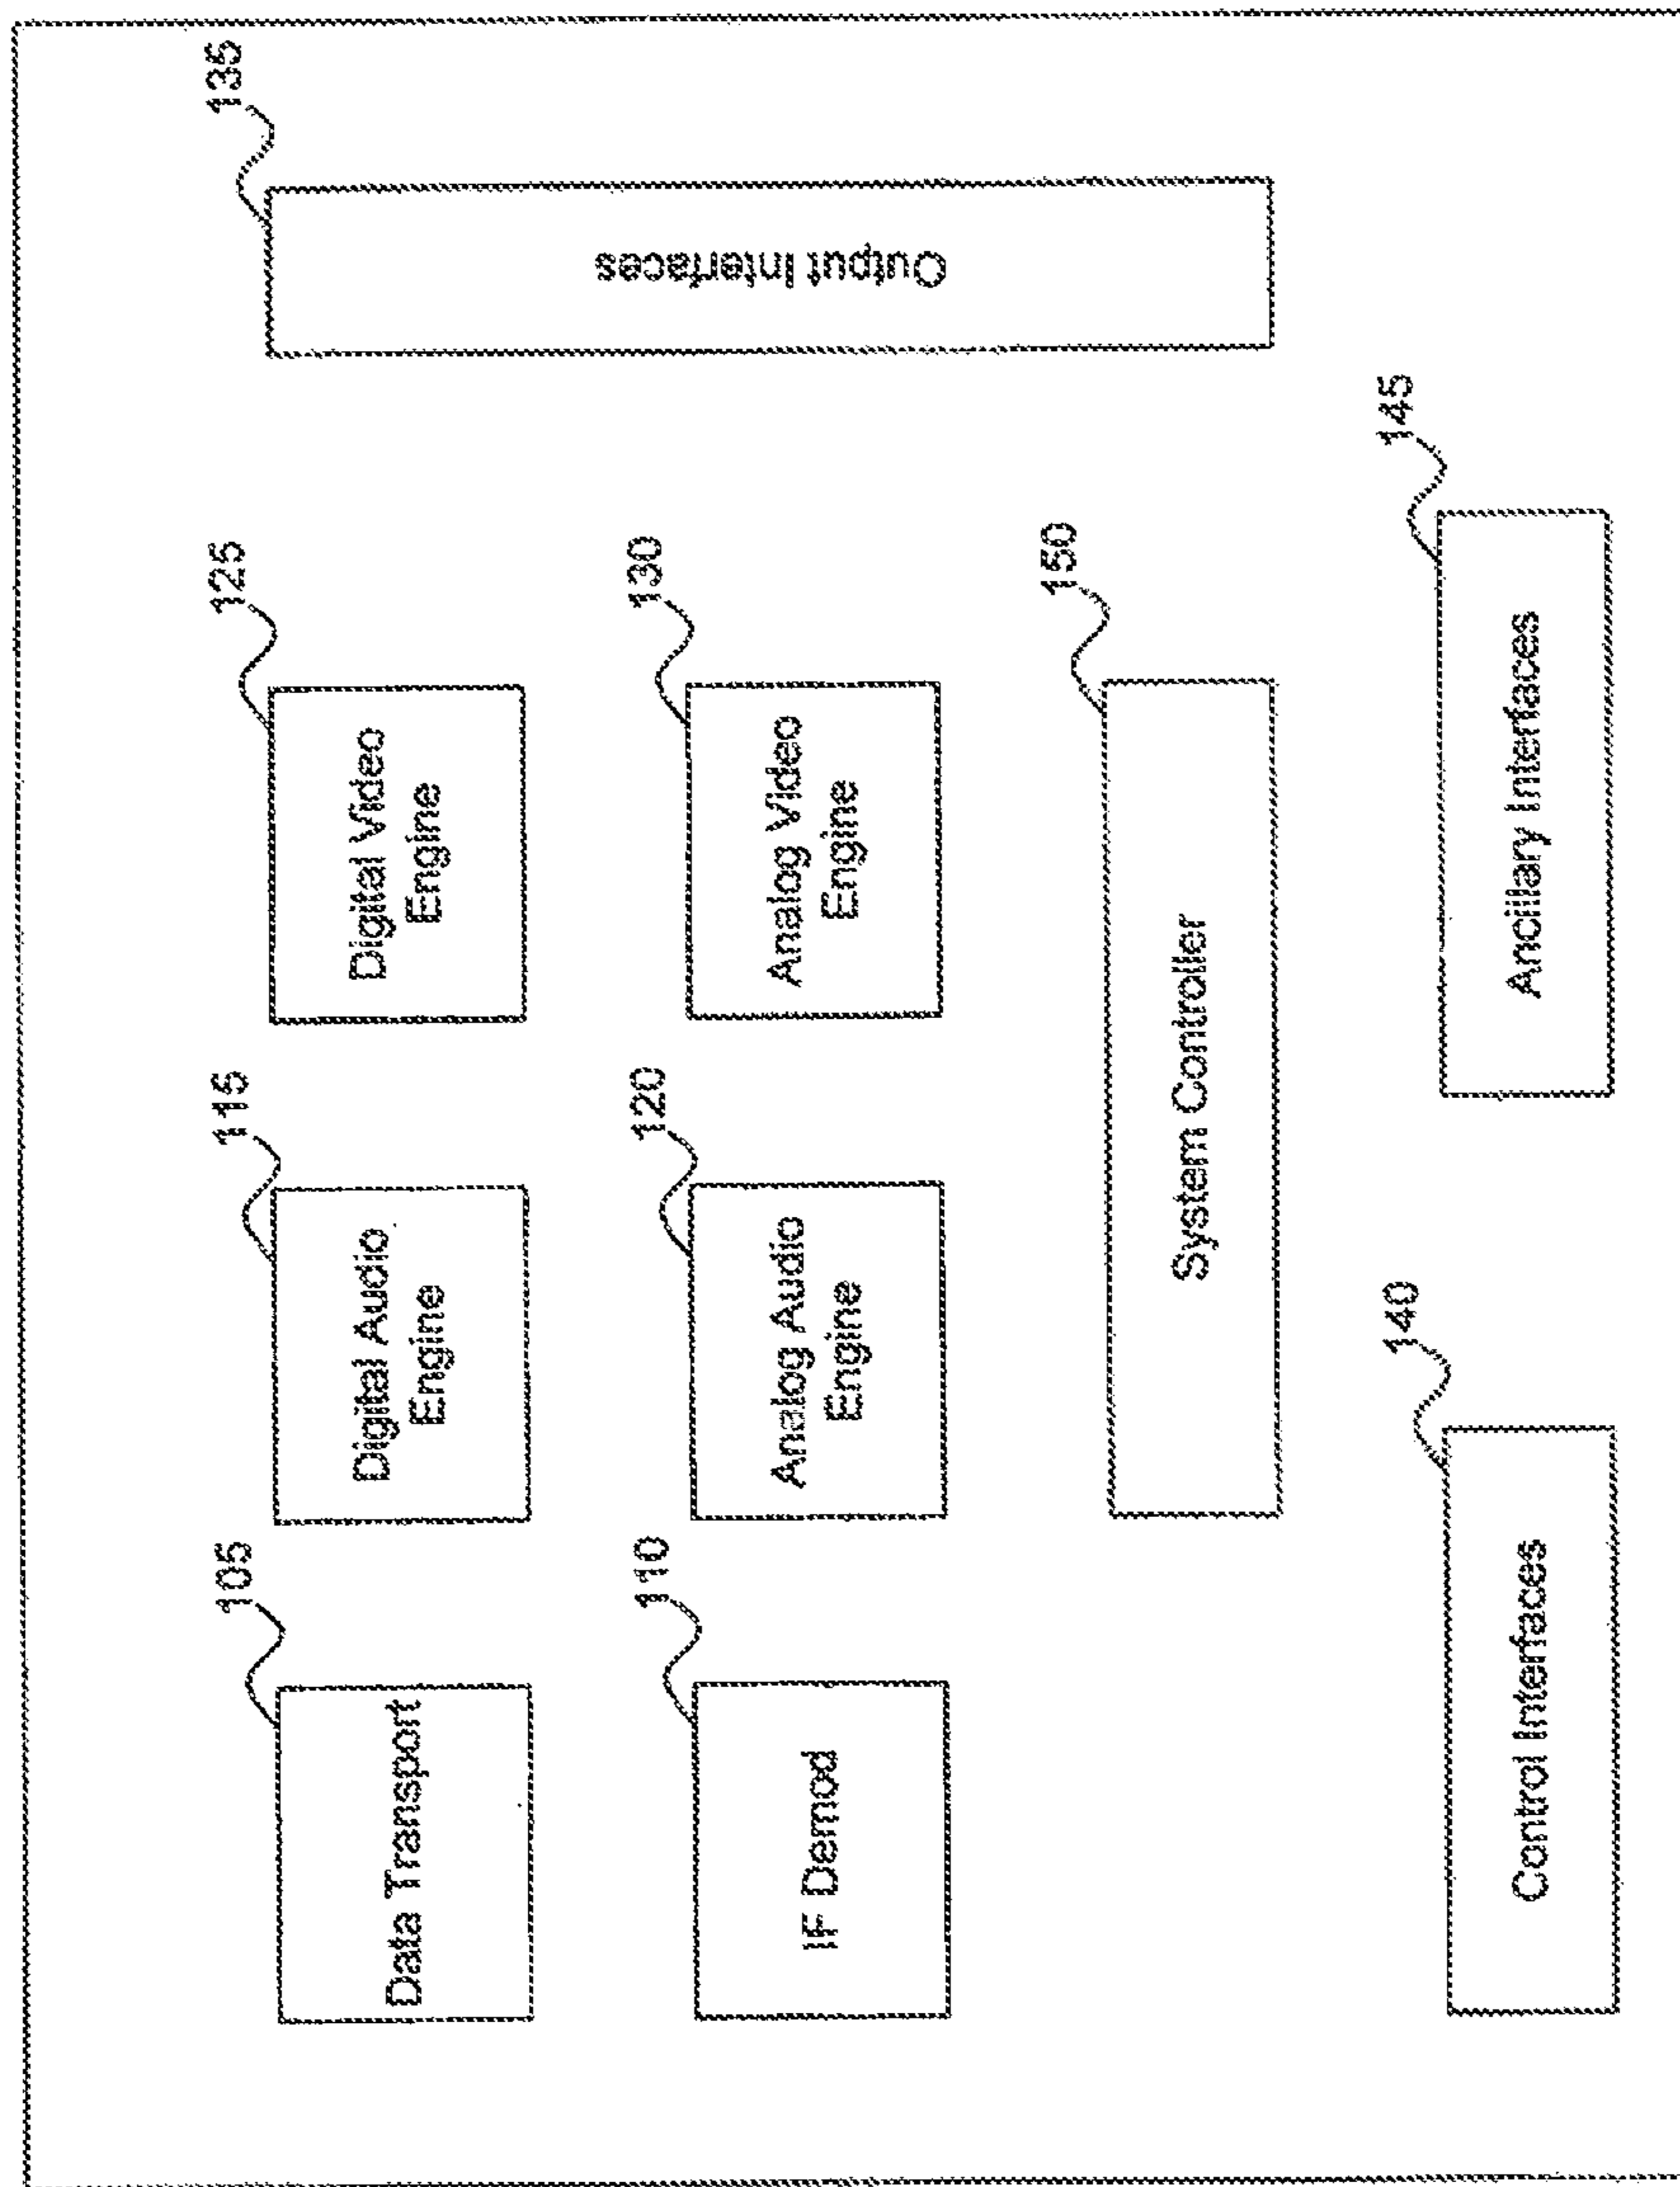 105
115
125
135
Data Transport
Digital Audio
Engine
Digital Video
Engine
Output Interfaces
110
120
130
IF Demod
Analog Audio
Engine
Analog Video
Engine
150
System Controller
140
145
Control Interfaces
Ancillary Interfaces